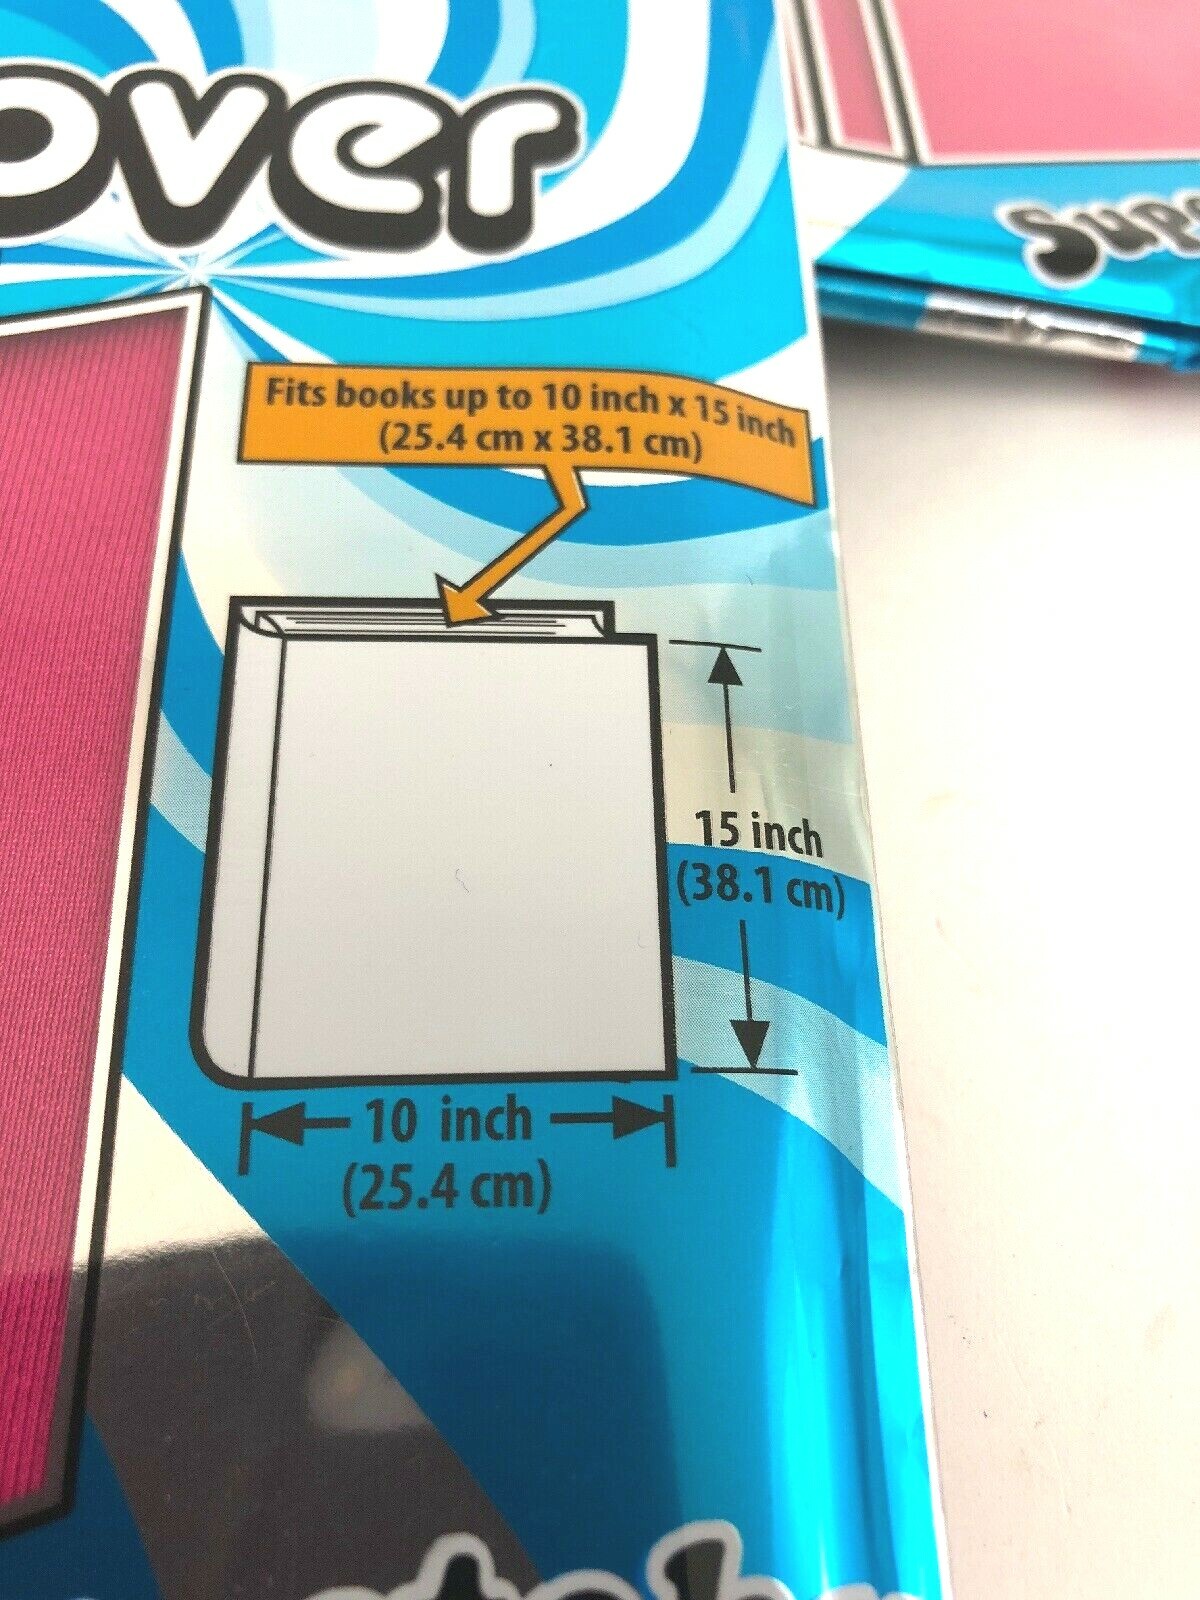 over
Sup
Fits books up to 10 inch x 15 inch
(25.4 cm x 38.1 cm)
15 inch
(38.1 cm)
10 inch
(25.4 cm)